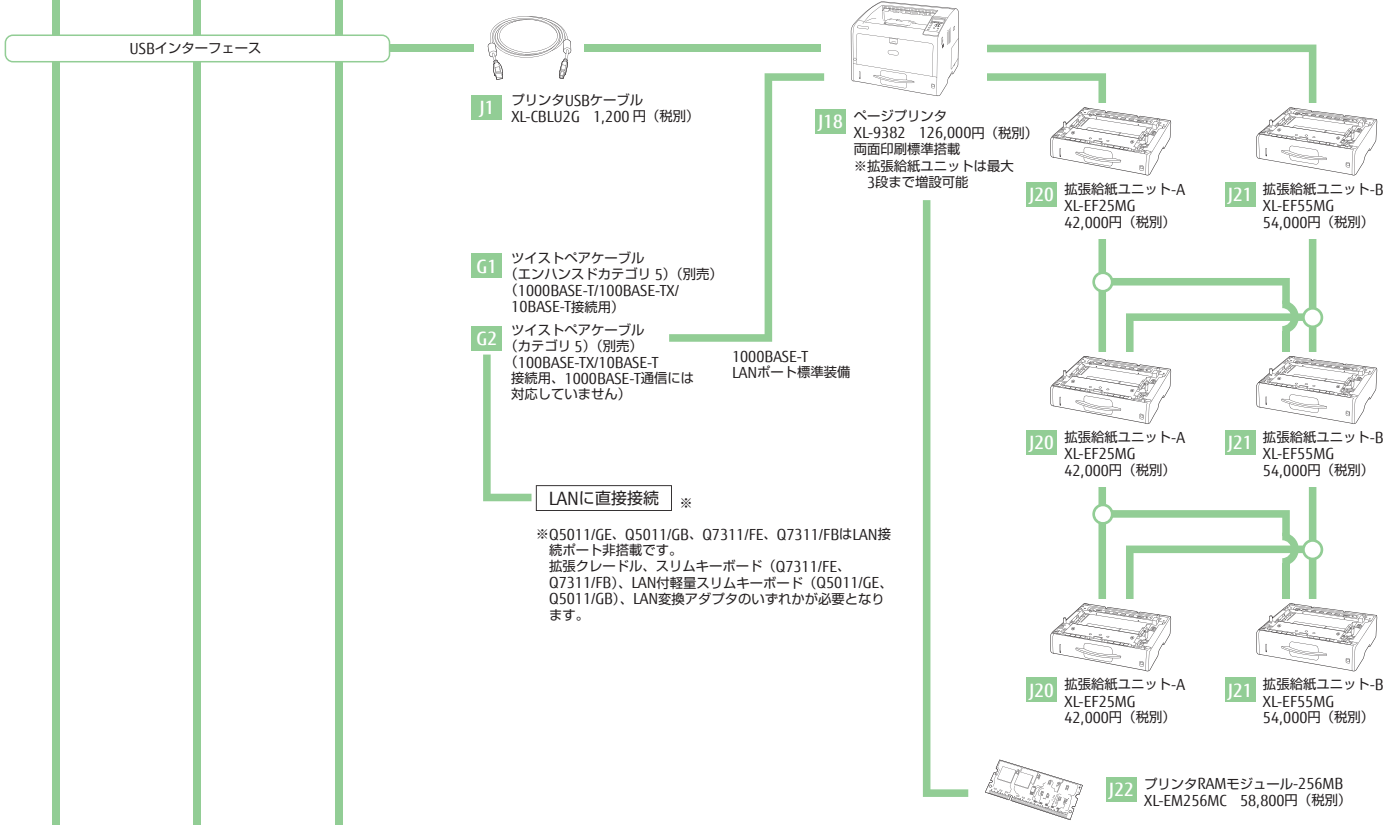 USBインターフェース
J1 プリンタUSBケーブル
XL-CBLU2G 1,200 円（税別）
J18 ページプリンタ
XL-9382 126,000円（税別）
両面印刷標準搭載
※拡張給紙ユニットは最大
3段まで増設可能
J20 拡張給紙ユニット-A
XL-EF25MG
42,000円（税別）
J21 拡張給紙ユニット-B
XL-EF55MG
54,000円（税別）
G1 ツイストペアケーブル
（エンハンスドカテゴリ 5）（別売）
（1000BASE-T/100BASE-TX/
10BASE-T接続用）
G2 ツイストペアケーブル
（カテゴリ 5）（別売）
（100BASE-TX/10BASE-T
接続用、1000BASE-T通信には
対応していません）
1000BASE-T
LANポート標準装備
J20 拡張給紙ユニット-A
XL-EF25MG
42,000円（税別）
J21 拡張給紙ユニット-B
XL-EF55MG
54,000円（税別）
LANに直接接続 ※
※Q5011/GE、Q5011/GB、Q7311/FE、Q7311/FBはLAN接
続ポート非搭載です。
拡張クレードル、スリムキーボード（Q7311/FE、
Q7311/FB）、LAN付軽量スリムキーボード（Q5011/GE、
Q5011/GB）、LAN変換アダプタのいずれかが必要となり
ます。
J20 拡張給紙ユニット-A
XL-EF25MG
42,000円（税別）
J21 拡張給紙ユニット-B
XL-EF55MG
54,000円（税別）
J22 プリンタRAMモジュール-256MB
XL-EM256MC 58,800円（税別）